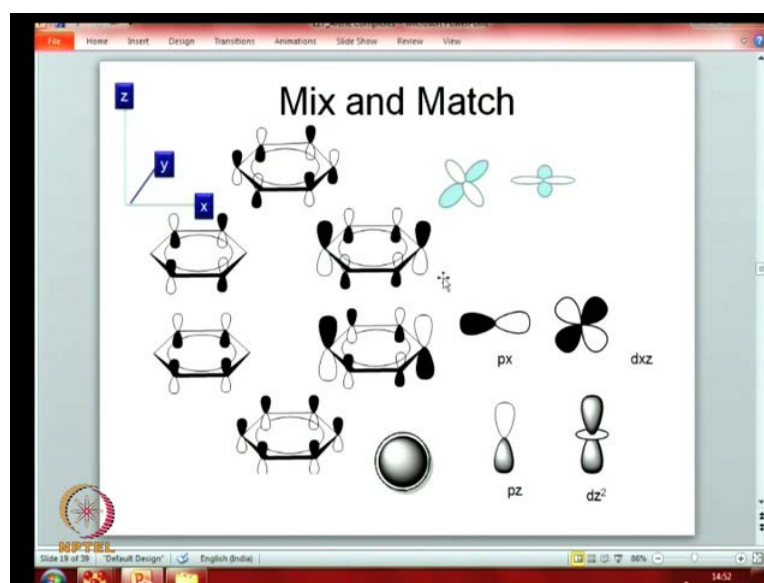 File Home Insert Design Transitions Animations Slide Show Review View
Mix and Match
z
y
x
px
dxz
pz
dz²
NPTEL
Slide 19 of 39 "Default Design" English (India) 86%
14:52